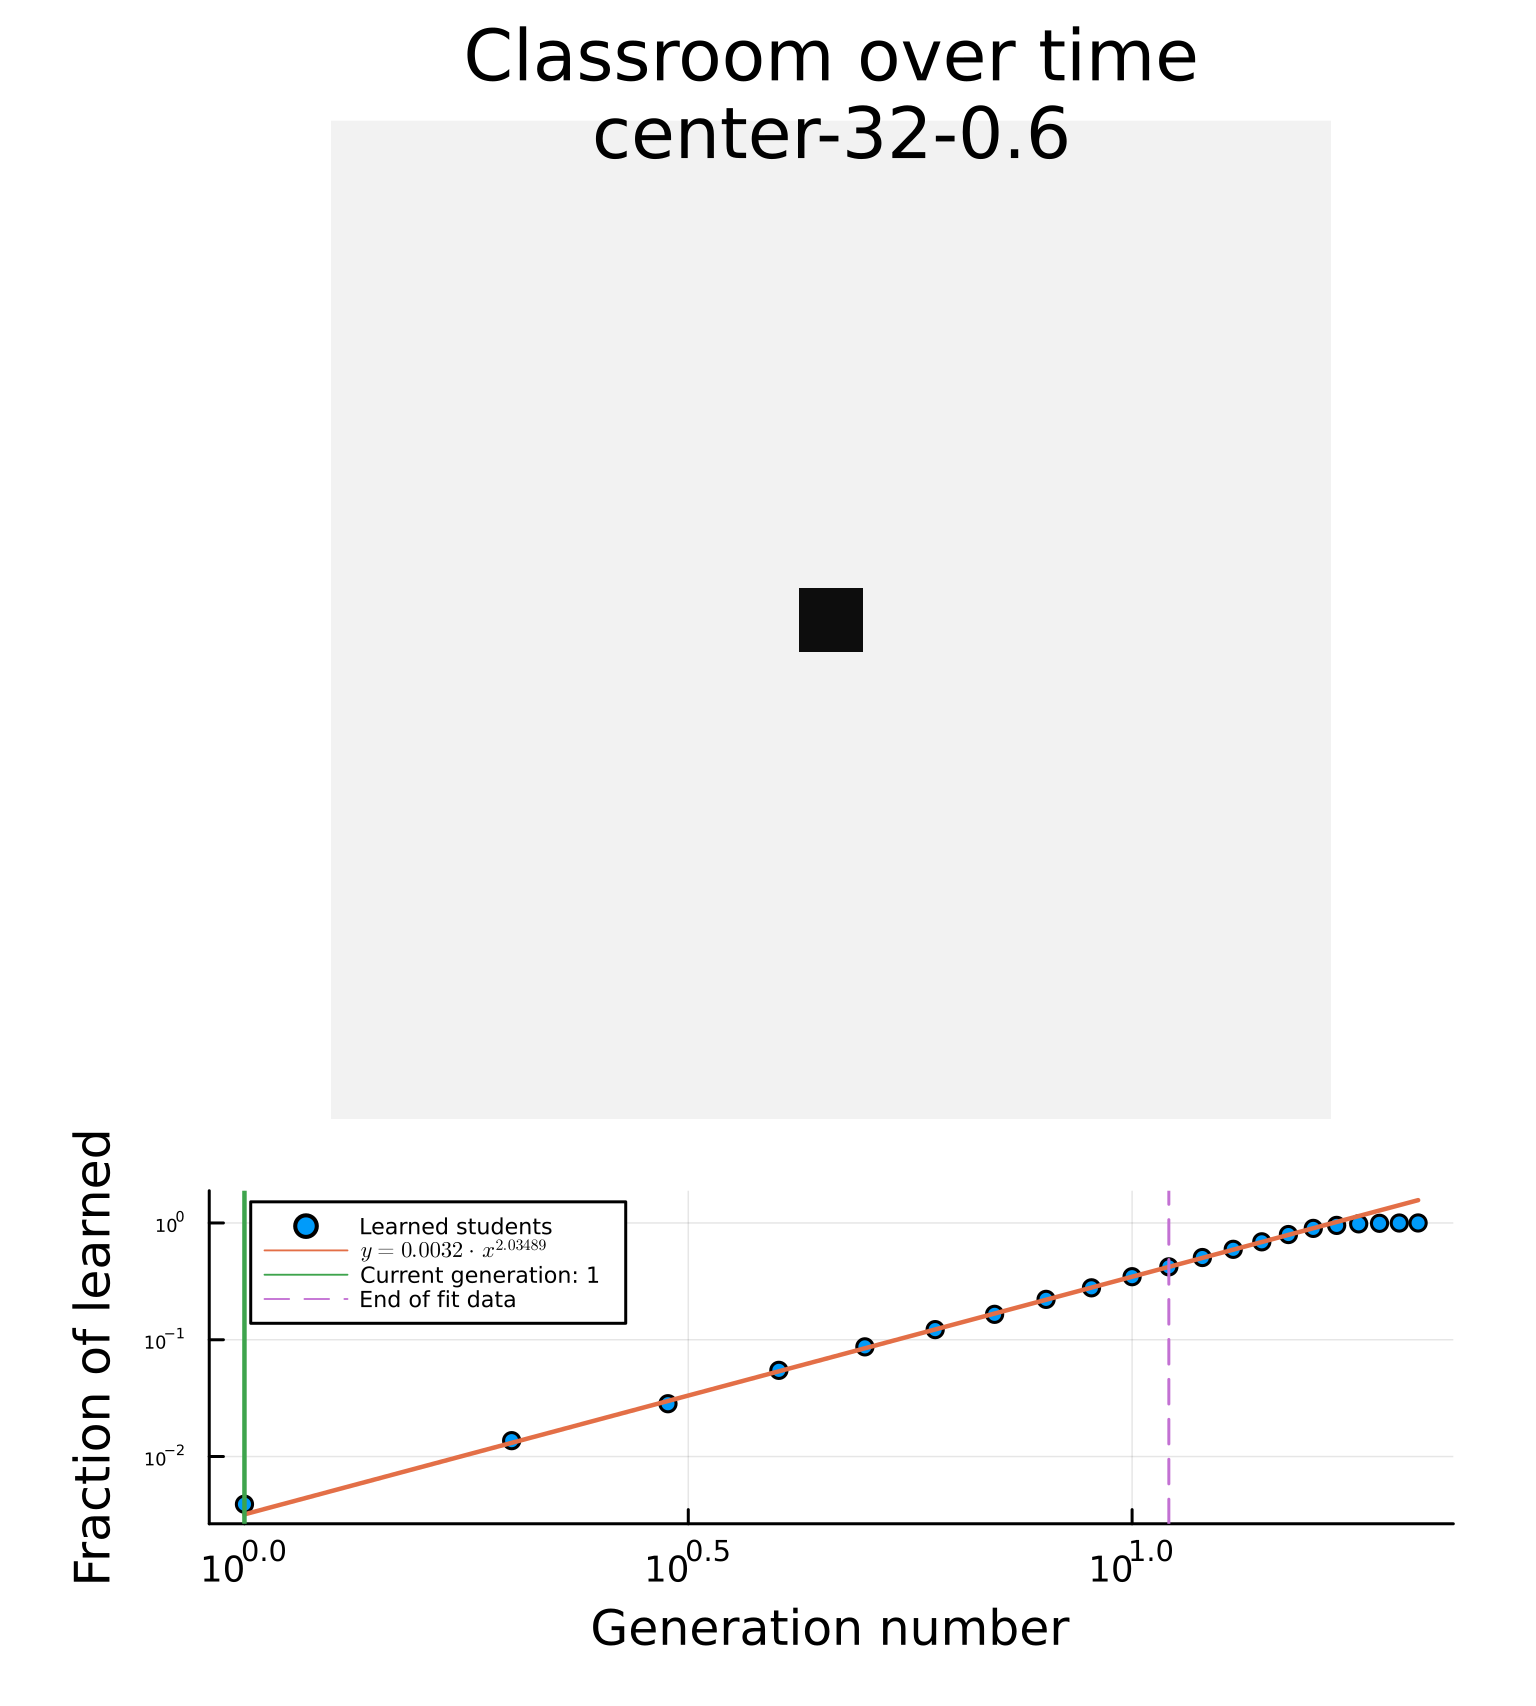 Classroom over time
center-32-0.6
Fraction of learned
10⁰
10⁻¹
10⁻²
Learned students
y = 0.0032 · x^2.03489
Current generation: 1
End of fit data
10^0.0
10^0.5
10^1.0
Generation number